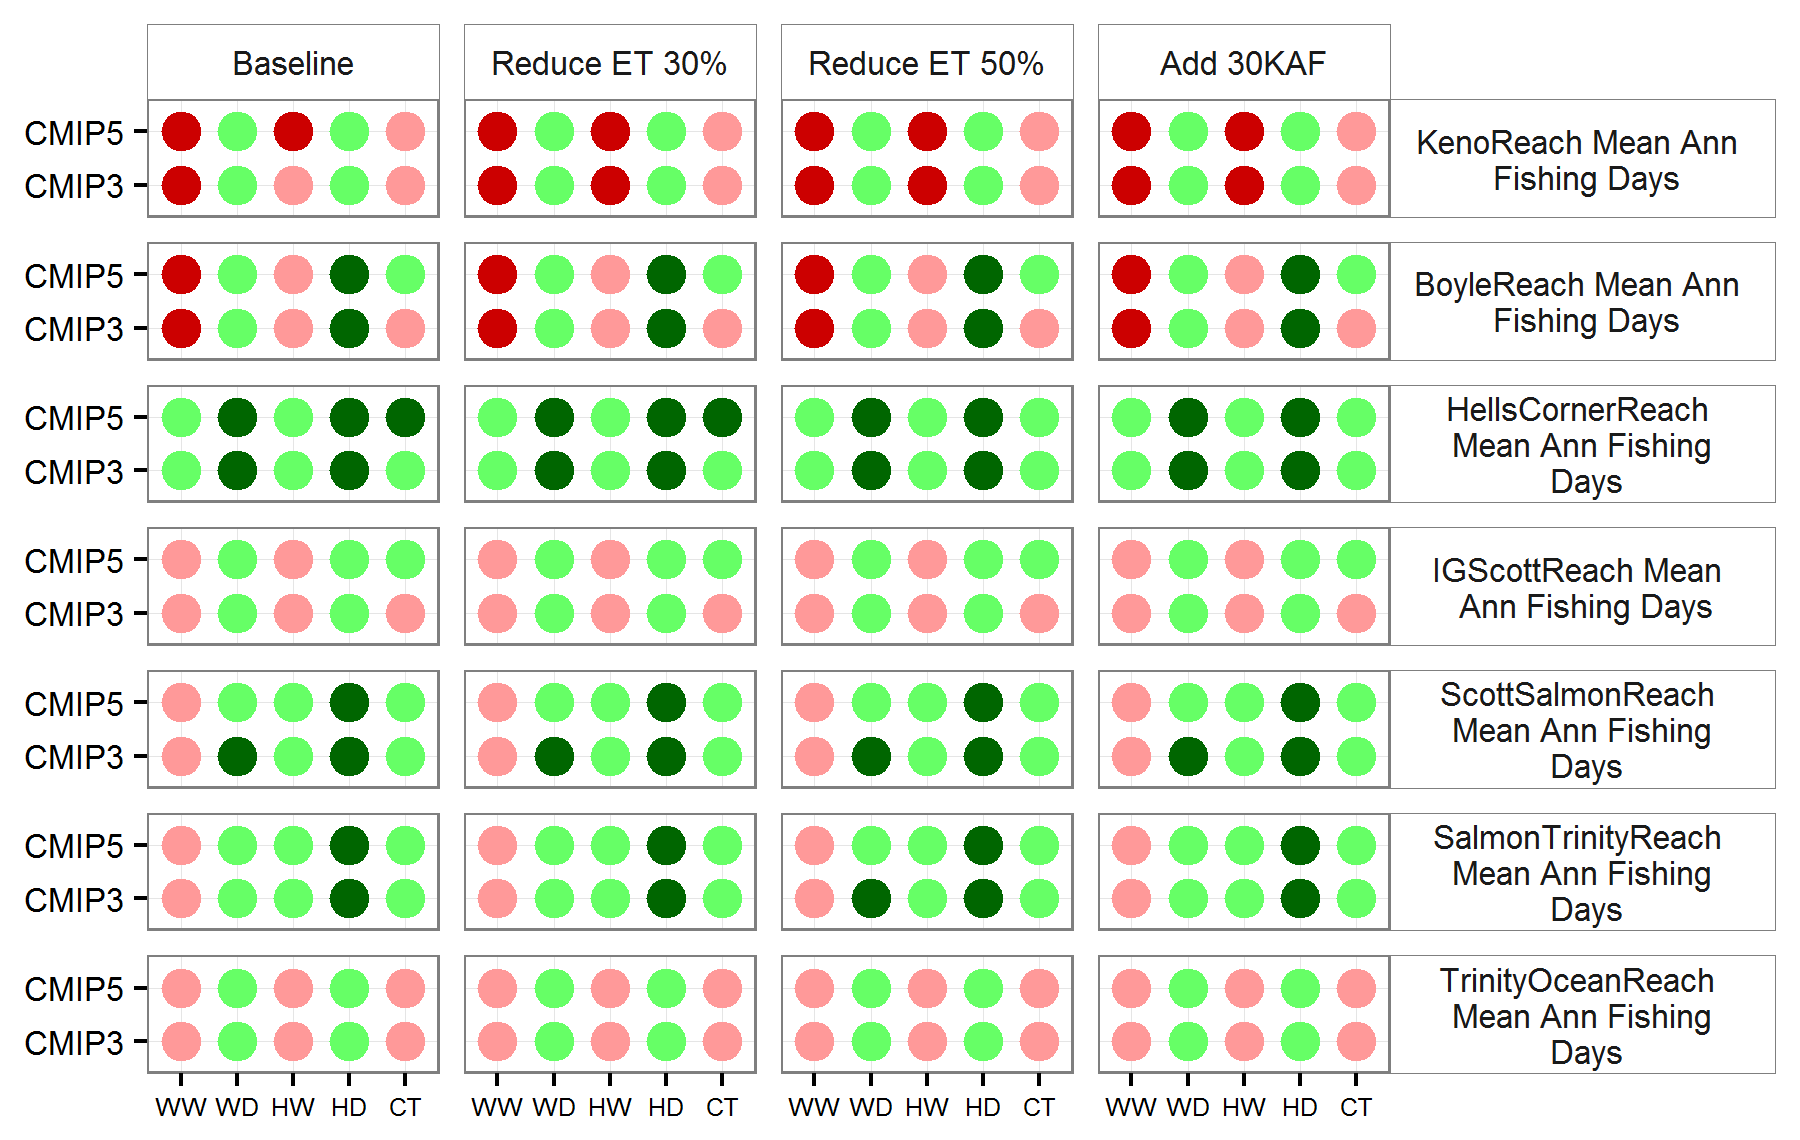 Baseline
Reduce ET 30%
Reduce ET 50%
Add 30KAF
CMIP5
CMIP3
KenoReach Mean Ann
Fishing Days
CMIP5
CMIP3
BoyleReach Mean Ann
Fishing Days
CMIP5
CMIP3
HellsCornerReach
Mean Ann Fishing
Days
CMIP5
CMIP3
IGScottReach Mean
Ann Fishing Days
CMIP5
CMIP3
ScottSalmonReach
Mean Ann Fishing
Days
CMIP5
CMIP3
SalmonTrinityReach
Mean Ann Fishing
Days
CMIP5
CMIP3
TrinityOceanReach
Mean Ann Fishing
Days
WW WD HW HD CT
WW WD HW HD CT
WW WD HW HD CT
WW WD HW HD CT